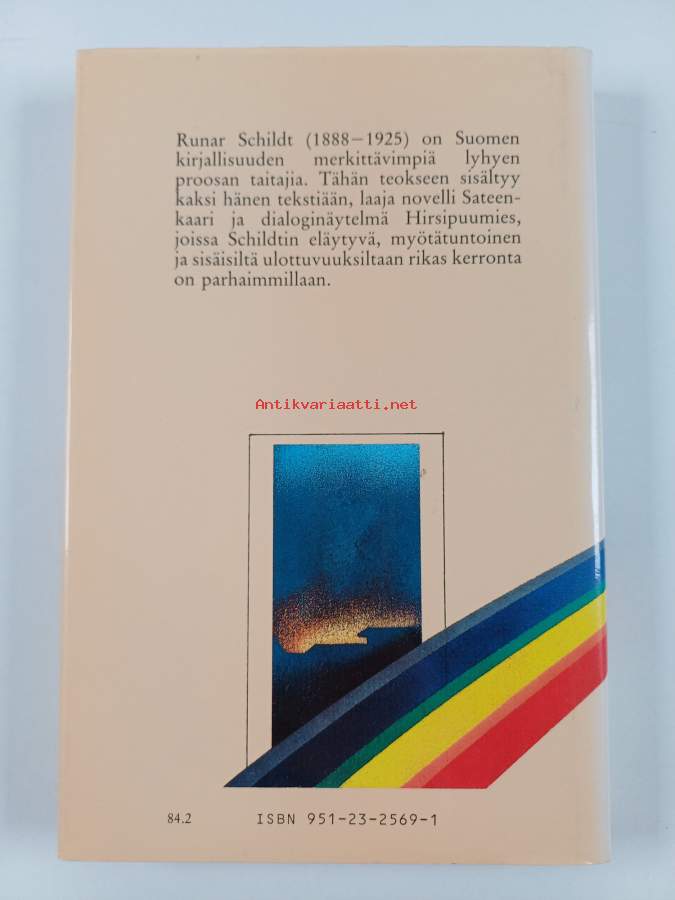 Runar Schildt (1888–1925) on Suomen
kirjallisuuden merkittävimpiä lyhyen
proosan taitajia. Tähän teokseen sisältyy
kaksi hänen tekstiään, laaja novelli Sateen-
kaari ja dialoginäytelmä Hirsipuumies,
joissa Schildtin eläytyvä, myötätuntoinen
ja sisäisiltä ulottuvuuksiltaan rikas kerronta
on parhaimmillaan.
Antikvariaatti.net
84.2 ISBN 951-23-2569-1